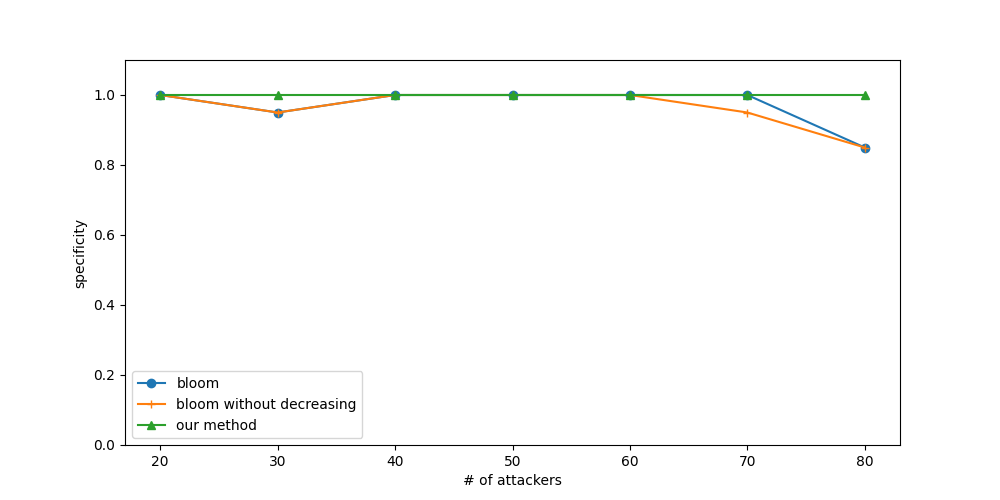 1.0
0.8
0.6
0.4
0.2
0.0
specificity
bloom
bloom without decreasing
our method
20 30 40 50 60 70 80
# of attackers